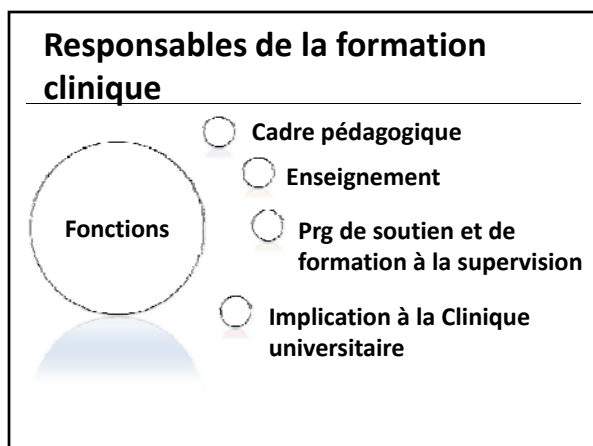 Responsables de la formation
clinique
Fonctions
Cadre pédagogique
Enseignement
Prg de soutien et de
formation à la supervision
Implication à la Clinique
universitaire